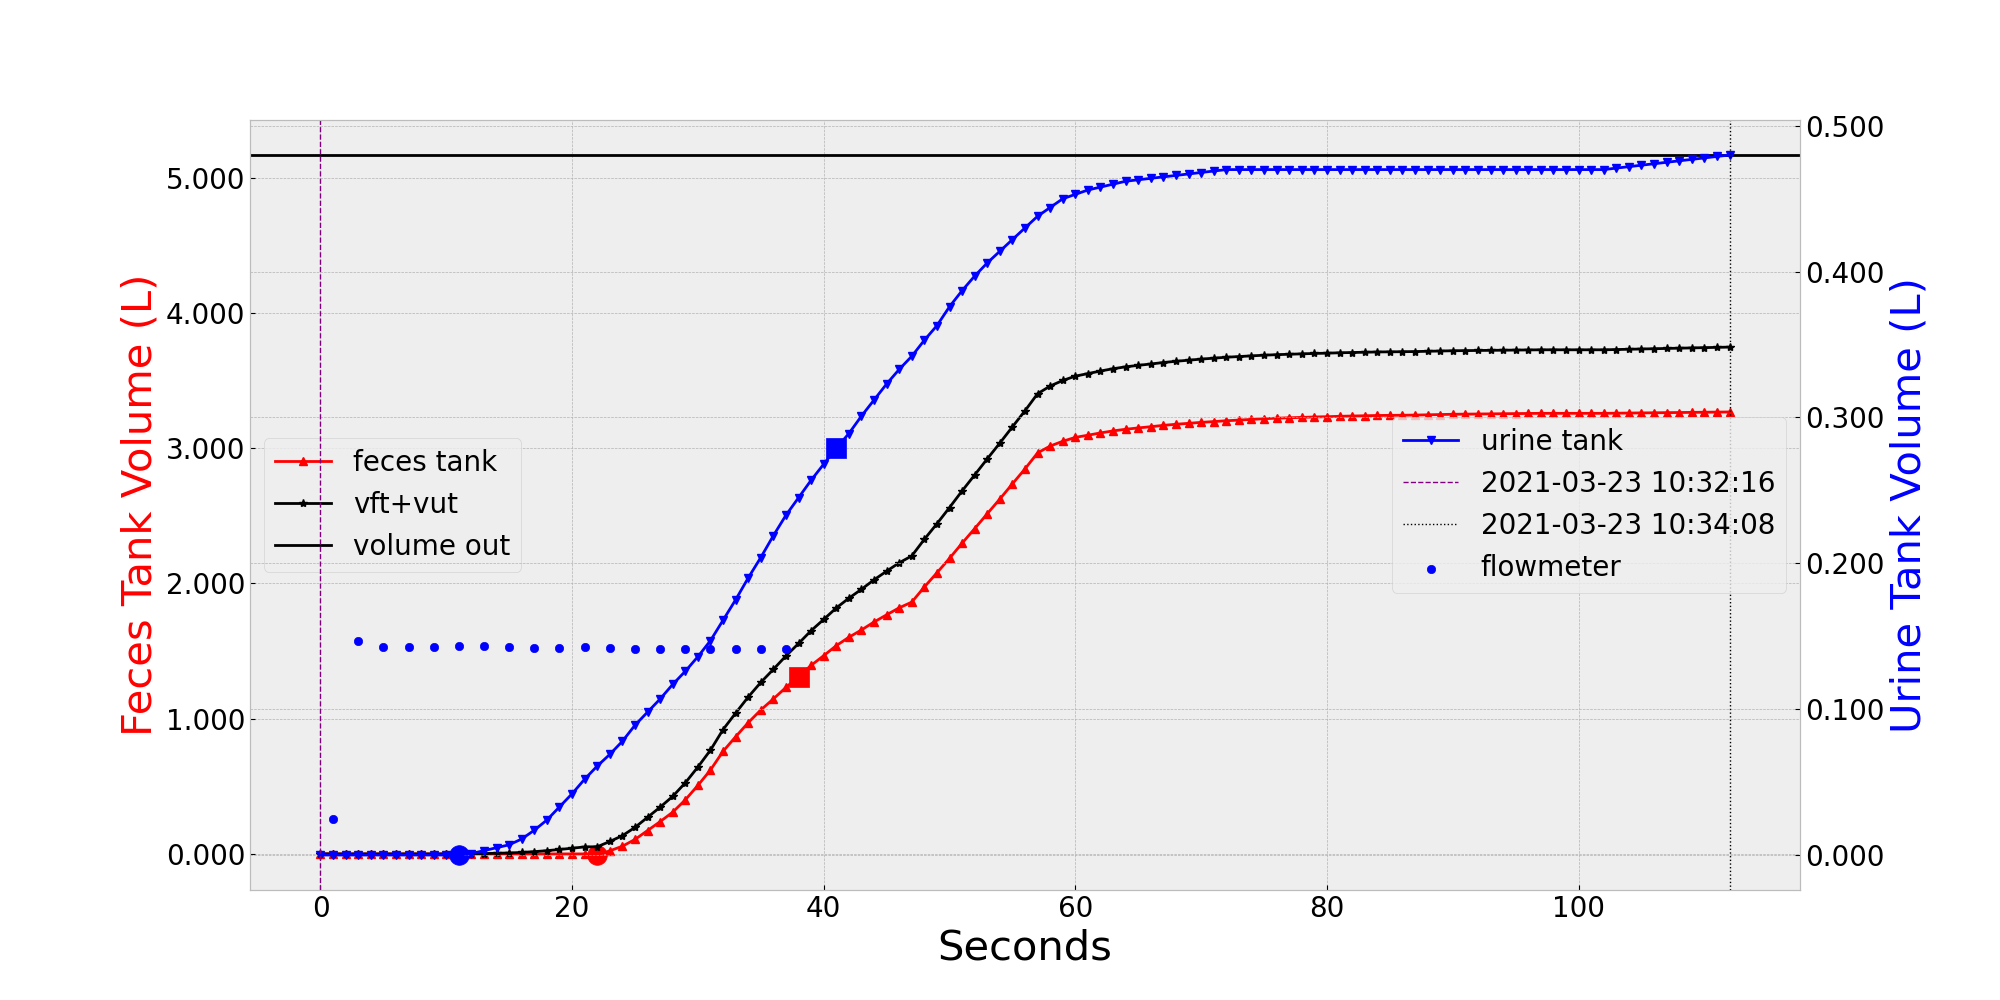 Feces Tank Volume (L)
5.000
4.000
3.000
2.000
1.000
0.000
feces tank
vft+vut
volume out
urine tank
2021-03-23 10:32:16
2021-03-23 10:34:08
flowmeter
0.500
0.400
0.300
0.200
0.100
0.000
Urine Tank Volume (L)
0 20 40 60 80 100
Seconds